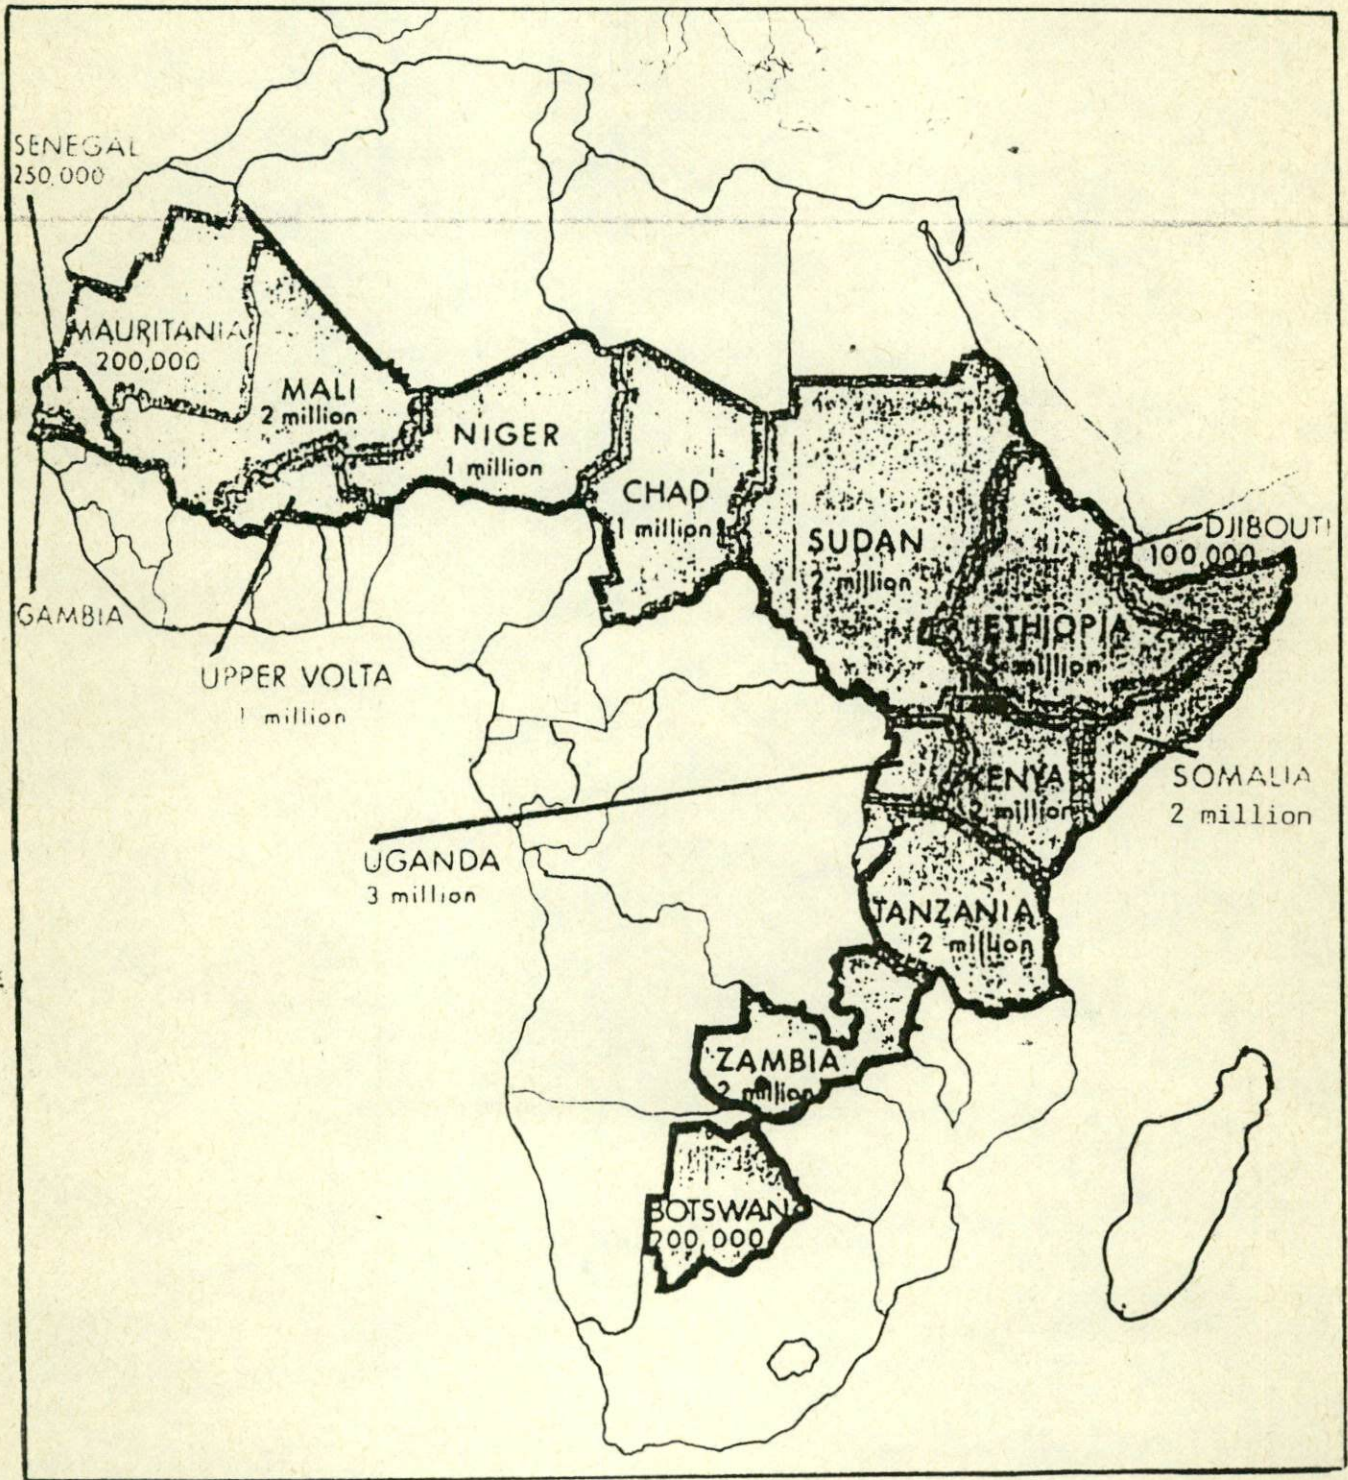 SENEGAL
250,000
MAURITANIA
200,000
MALI
2 million
NIGER
1 million
CHAD
1 million
SUDAN
2 million
DJIBOUTI
100,000
ETHIOPIA
million
GAMBIA
UPPER VOLTA
1 million
KENYA
2 million
SOMALIA
2 million
UGANDA
3 million
TANZANIA
2 million
ZAMBIA
2 million
BOTSWANA
200,000